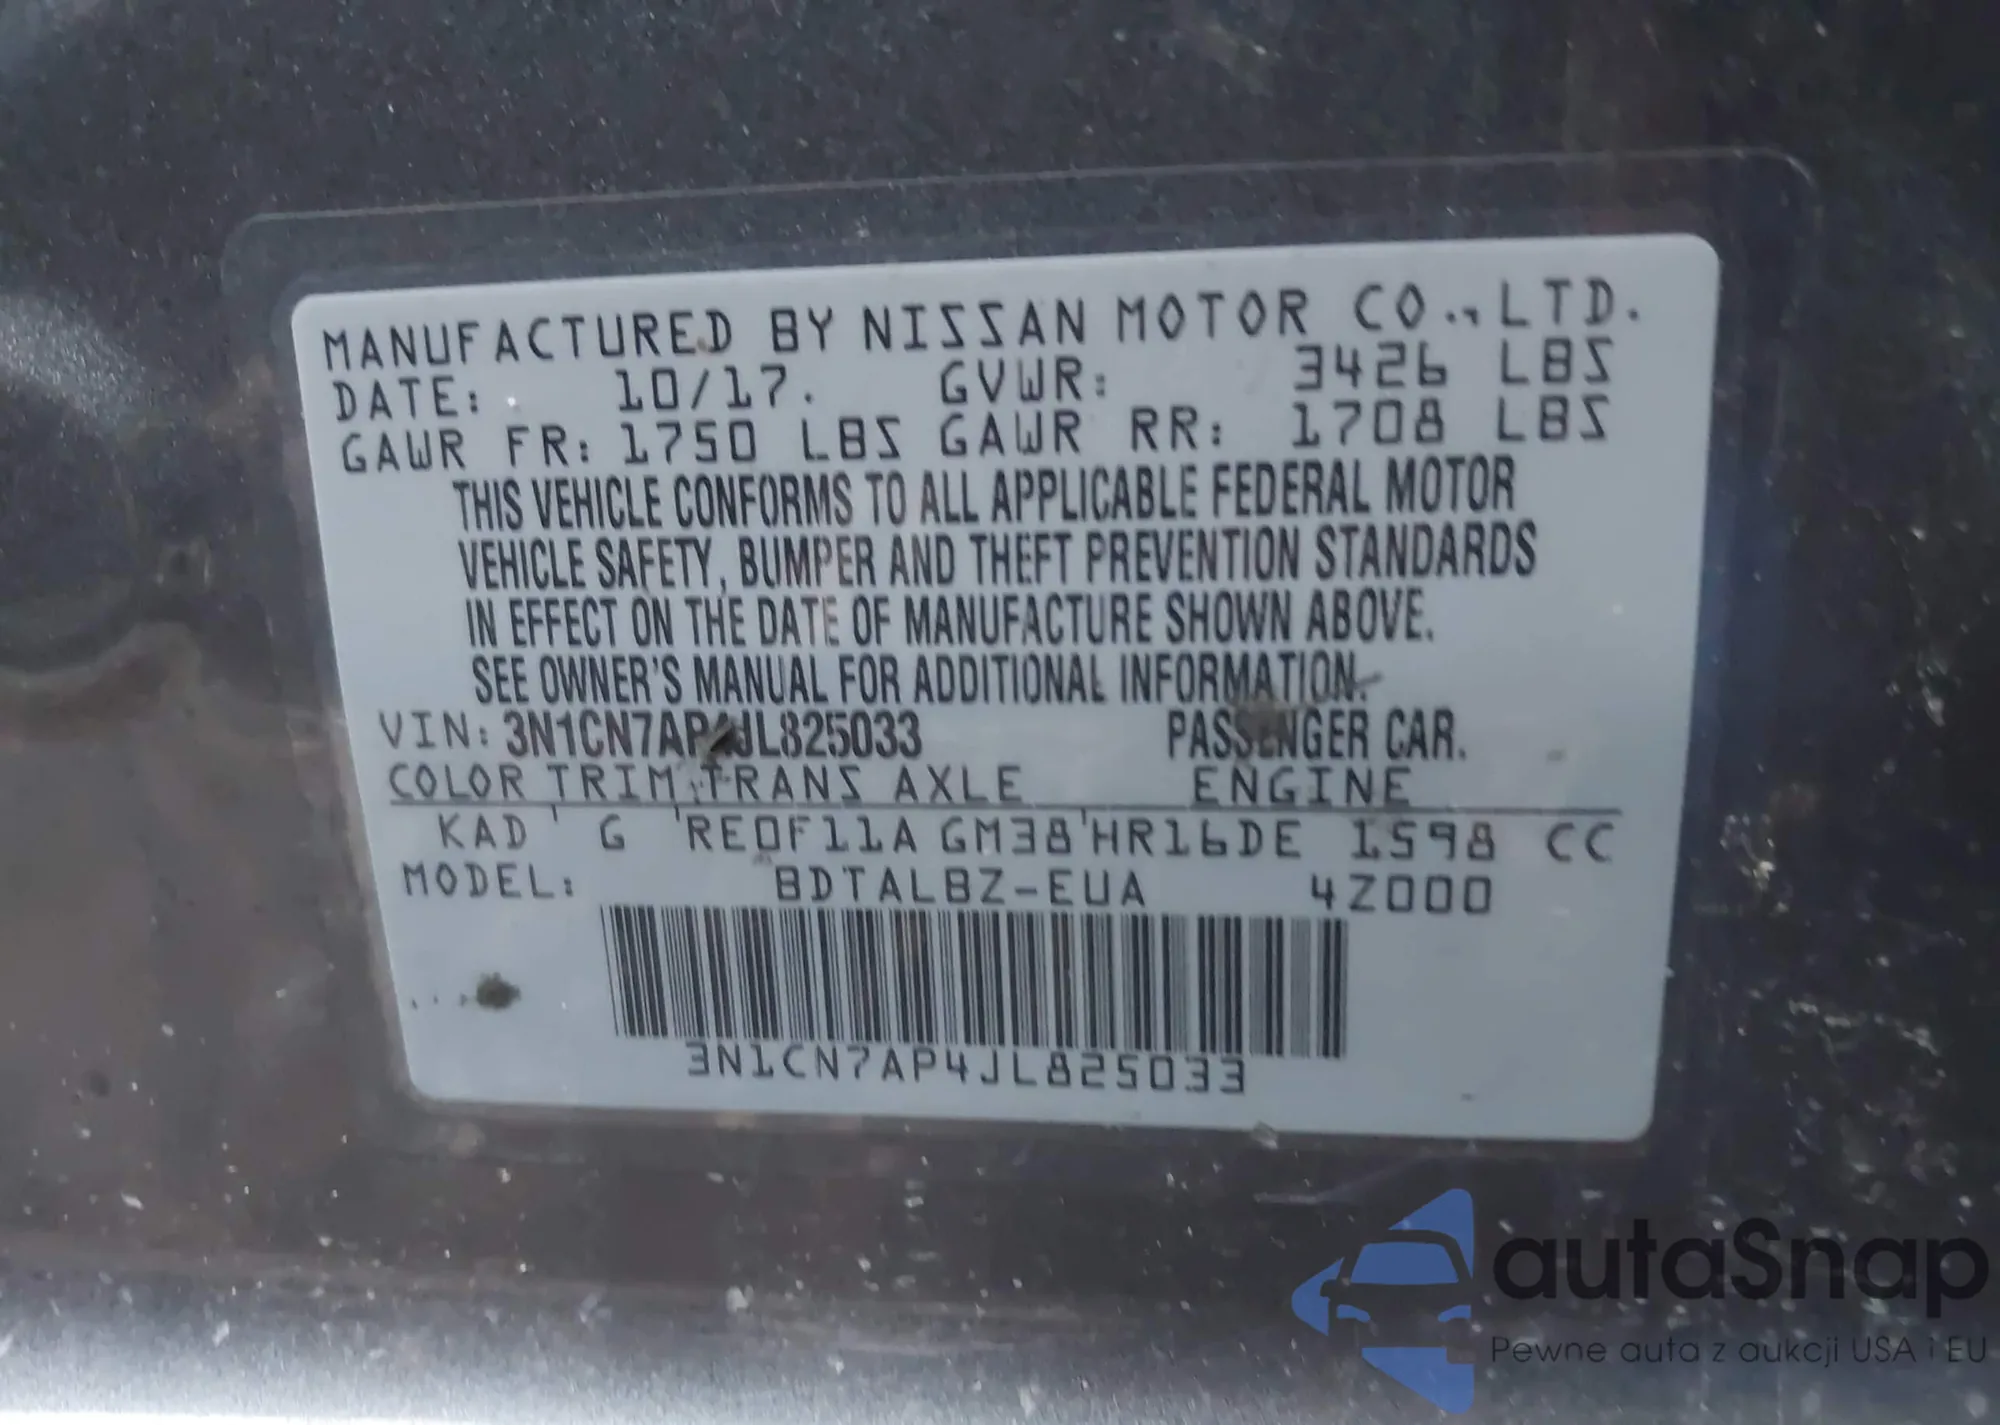 MANUFACTURED BY NISSAN MOTOR CO., LTD.
DATE: 10/17. GVWR: 3426 LBS
GAWR FR: 1750 LBS GAWR RR: 1708 LBS
THIS VEHICLE CONFORMS TO ALL APPLICABLE FEDERAL MOTOR
VEHICLE SAFETY, BUMPER AND THEFT PREVENTION STANDARDS
IN EFFECT ON THE DATE OF MANUFACTURE SHOWN ABOVE.
SEE OWNER'S MANUAL FOR ADDITIONAL INFORMATION.
VIN: 3N1CN7AP4JL825033 PASSENGER CAR.
COLOR TRIM TRANS AXLE ENGINE
KAD G RE0F11A GM38 HR16DE 1598 CC
MODEL: BDTALBZ-EUA 4Z000
3N1CN7AP4JL825033
autaSnap
Pewne auta z aukcji USA i EU